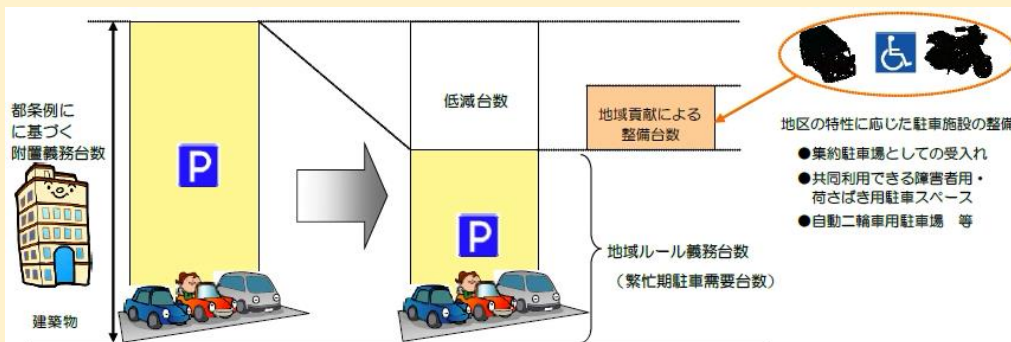 都条例に
に基づく
附置義務台数
建築物
P
低減台数
P
地域貢献による
整備台数
地域ルール義務台数
（繁忙期駐車需要台数）
地区の特性に応じた駐車施設の整備
●集約駐車場としての受入れ
●共同利用できる障害者用・
荷さばき用駐車スペース
●自動二輪車用駐車場　等